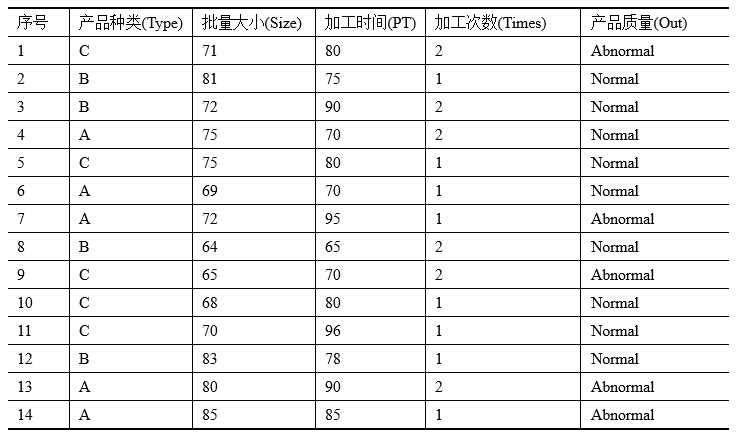 序号 产品种类(Type) 批量大小(Size) 加工时间(PT) 加工次数(Times) 产品质量(Out)
1 C 71 80 2 Abnormal
2 B 81 75 1 Normal
3 B 72 90 2 Normal
4 A 75 70 2 Normal
5 C 75 80 1 Normal
6 A 69 70 1 Normal
7 A 72 95 1 Abnormal
8 B 64 65 2 Normal
9 C 65 70 2 Abnormal
10 C 68 80 1 Normal
11 C 70 96 1 Normal
12 B 83 78 1 Normal
13 A 80 90 2 Abnormal
14 A 85 85 1 Abnormal